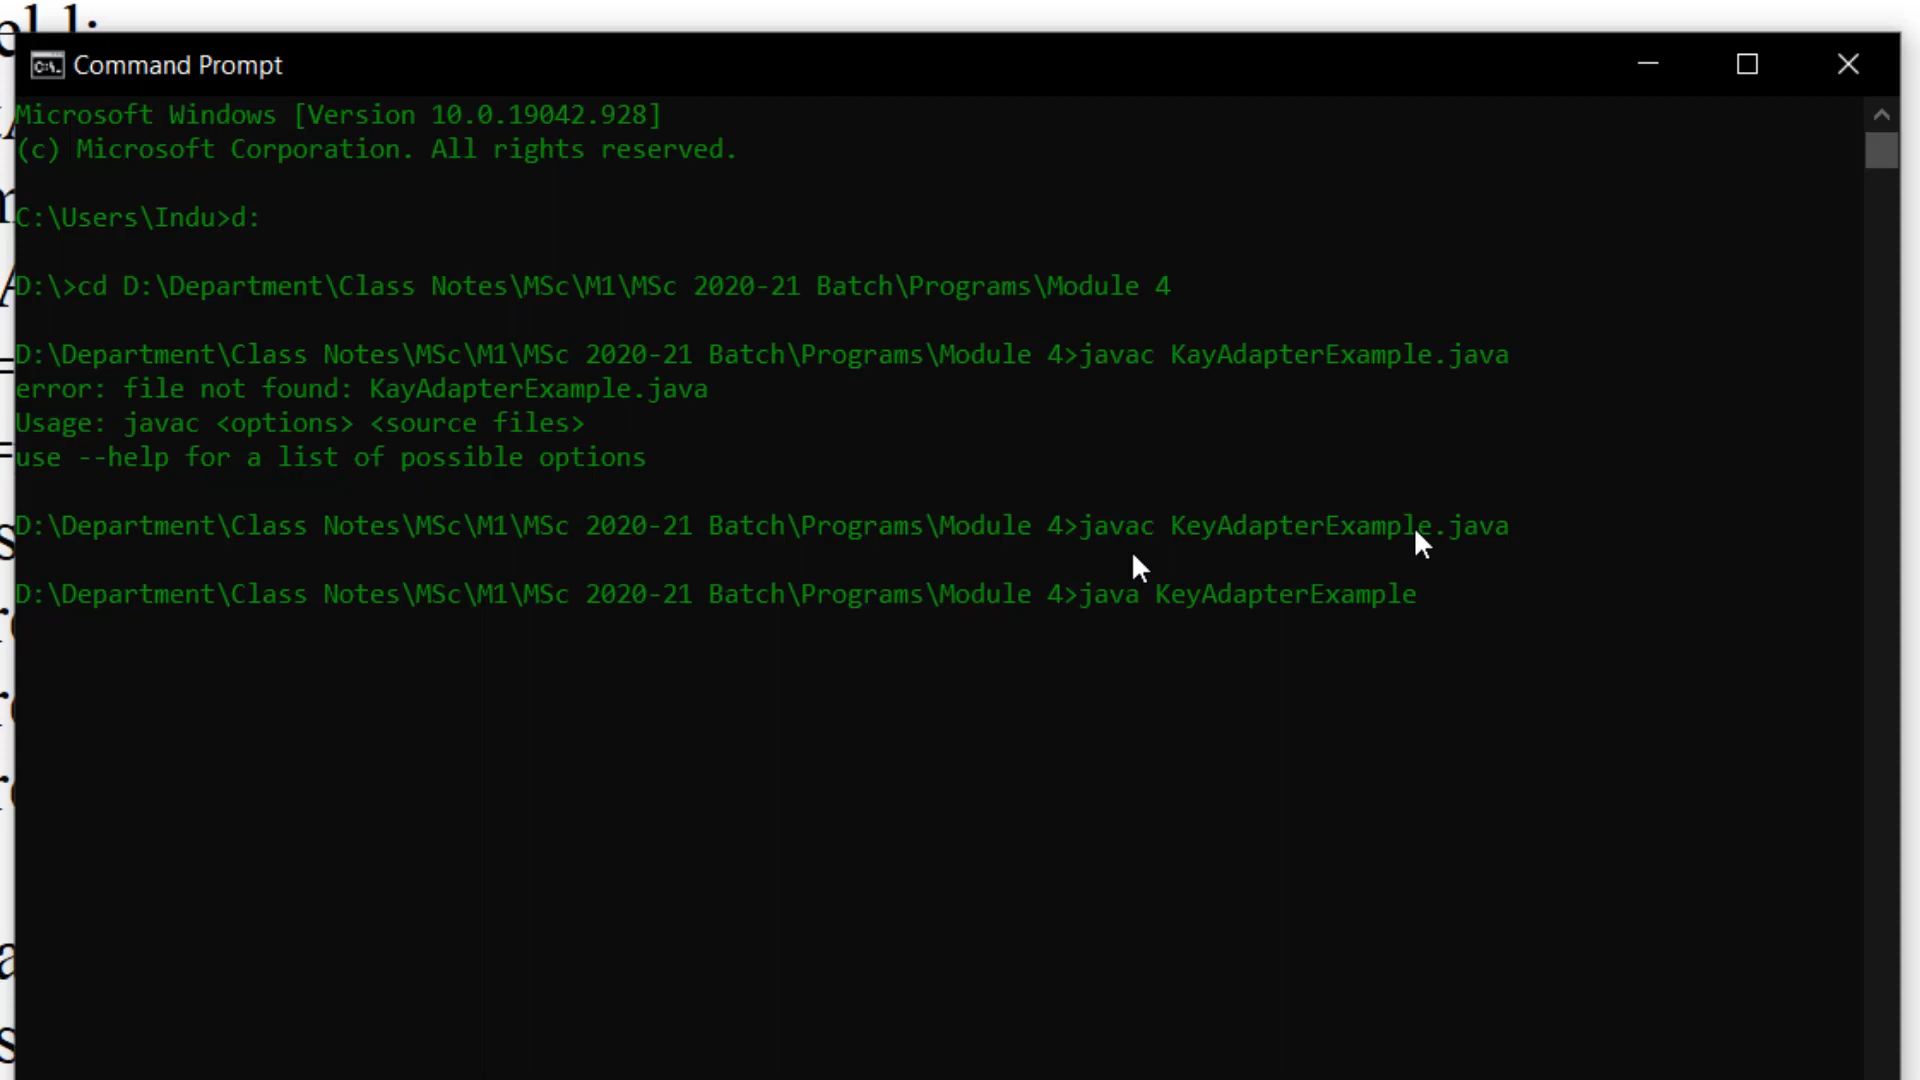 Command Prompt
Microsoft Windows [Version 10.0.19042.928]
(c) Microsoft Corporation. All rights reserved.
C:\Users\Indu>d:
D:\>cd D:\Department\Class Notes\MSc\M1\MSc 2020-21 Batch\Programs\Module 4
D:\Department\Class Notes\MSc\M1\MSc 2020-21 Batch\Programs\Module 4>javac KayAdapterExample.java
error: file not found: KayAdapterExample.java
Usage: javac <options> <source files>
use --help for a list of possible options
D:\Department\Class Notes\MSc\M1\MSc 2020-21 Batch\Programs\Module 4>javac KeyAdapterExample.java
D:\Department\Class Notes\MSc\M1\MSc 2020-21 Batch\Programs\Module 4>java KeyAdapterExample